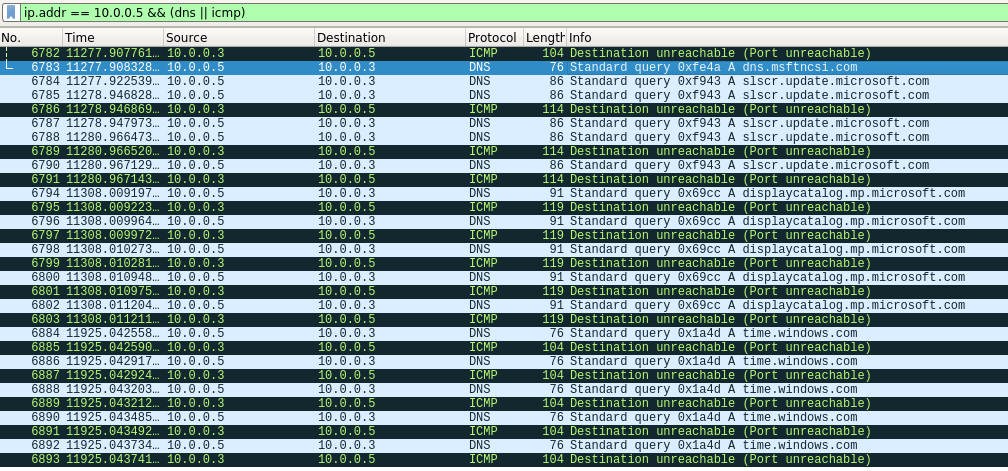 ip.addr == 10.0.0.5 && (dns || icmp)
No. Time Source Destination Protocol Length Info
6782 11277.907761… 10.0.0.3 10.0.0.5 ICMP 104 Destination unreachable (Port unreachable)
6783 11277.908328… 10.0.0.5 10.0.0.3 DNS 76 Standard query 0xfe4a A dns.msftncsi.com
6784 11277.922539… 10.0.0.5 10.0.0.3 DNS 86 Standard query 0xf943 A slscr.update.microsoft.com
6785 11278.946828… 10.0.0.5 10.0.0.3 DNS 86 Standard query 0xf943 A slscr.update.microsoft.com
6786 11278.946869… 10.0.0.3 10.0.0.5 ICMP 114 Destination unreachable (Port unreachable)
6787 11278.947973… 10.0.0.5 10.0.0.3 DNS 86 Standard query 0xf943 A slscr.update.microsoft.com
6788 11280.966473… 10.0.0.5 10.0.0.3 DNS 86 Standard query 0xf943 A slscr.update.microsoft.com
6789 11280.966520… 10.0.0.3 10.0.0.5 ICMP 114 Destination unreachable (Port unreachable)
6790 11280.967129… 10.0.0.5 10.0.0.3 DNS 86 Standard query 0xf943 A slscr.update.microsoft.com
6791 11280.967143… 10.0.0.3 10.0.0.5 ICMP 114 Destination unreachable (Port unreachable)
6794 11308.009197… 10.0.0.5 10.0.0.3 DNS 91 Standard query 0x69cc A displaycatalog.mp.microsoft.com
6795 11308.009223… 10.0.0.3 10.0.0.5 ICMP 119 Destination unreachable (Port unreachable)
6796 11308.009964… 10.0.0.5 10.0.0.3 DNS 91 Standard query 0x69cc A displaycatalog.mp.microsoft.com
6797 11308.009972… 10.0.0.3 10.0.0.5 ICMP 119 Destination unreachable (Port unreachable)
6798 11308.010273… 10.0.0.5 10.0.0.3 DNS 91 Standard query 0x69cc A displaycatalog.mp.microsoft.com
6799 11308.010281… 10.0.0.3 10.0.0.5 ICMP 119 Destination unreachable (Port unreachable)
6800 11308.010948… 10.0.0.5 10.0.0.3 DNS 91 Standard query 0x69cc A displaycatalog.mp.microsoft.com
6801 11308.010975… 10.0.0.3 10.0.0.5 ICMP 119 Destination unreachable (Port unreachable)
6802 11308.011204… 10.0.0.5 10.0.0.3 DNS 91 Standard query 0x69cc A displaycatalog.mp.microsoft.com
6803 11308.011211… 10.0.0.3 10.0.0.5 ICMP 119 Destination unreachable (Port unreachable)
6884 11925.042558… 10.0.0.5 10.0.0.3 DNS 76 Standard query 0x1a4d A time.windows.com
6885 11925.042590… 10.0.0.3 10.0.0.5 ICMP 104 Destination unreachable (Port unreachable)
6886 11925.042917… 10.0.0.5 10.0.0.3 DNS 76 Standard query 0x1a4d A time.windows.com
6887 11925.042924… 10.0.0.3 10.0.0.5 ICMP 104 Destination unreachable (Port unreachable)
6888 11925.043203… 10.0.0.5 10.0.0.3 DNS 76 Standard query 0x1a4d A time.windows.com
6889 11925.043212… 10.0.0.3 10.0.0.5 ICMP 104 Destination unreachable (Port unreachable)
6890 11925.043485… 10.0.0.5 10.0.0.3 DNS 76 Standard query 0x1a4d A time.windows.com
6891 11925.043492… 10.0.0.3 10.0.0.5 ICMP 104 Destination unreachable (Port unreachable)
6892 11925.043734… 10.0.0.5 10.0.0.3 DNS 76 Standard query 0x1a4d A time.windows.com
6893 11925.043741… 10.0.0.3 10.0.0.5 ICMP 104 Destination unreachable (Port unreachable)